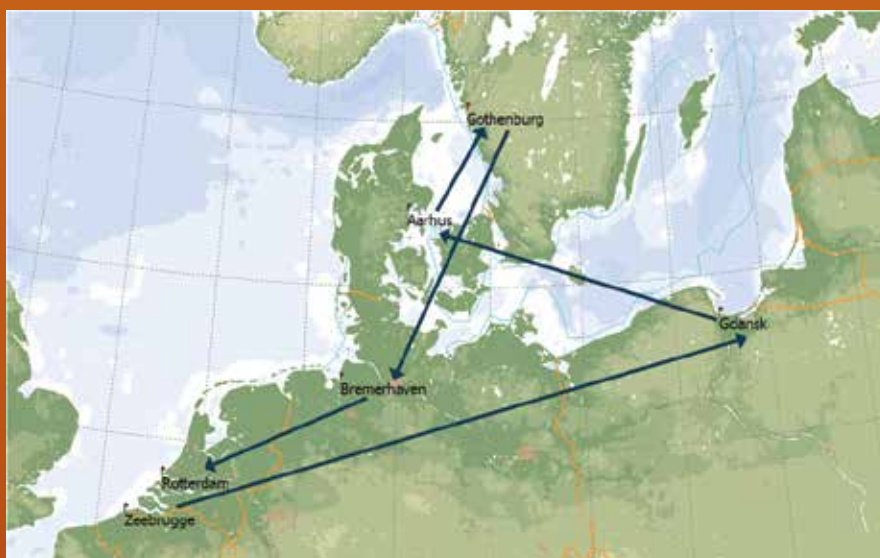 Gothenburg
Aarhus
Gdansk
Bremerhaven
Rotterdam
Zeebrugge